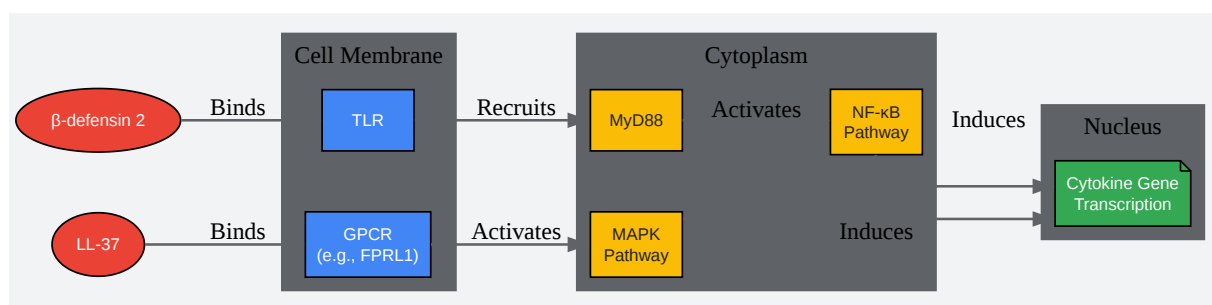 Cell Membrane
Cytoplasm
β-defensin 2
Binds
TLR
Recruits
MyD88
Activates
NF-κB
Pathway
Induces
Nucleus
Cytokine Gene
Transcription
LL-37
Binds
GPCR
(e.g., FPRL1)
Activates
MAPK
Pathway
Induces